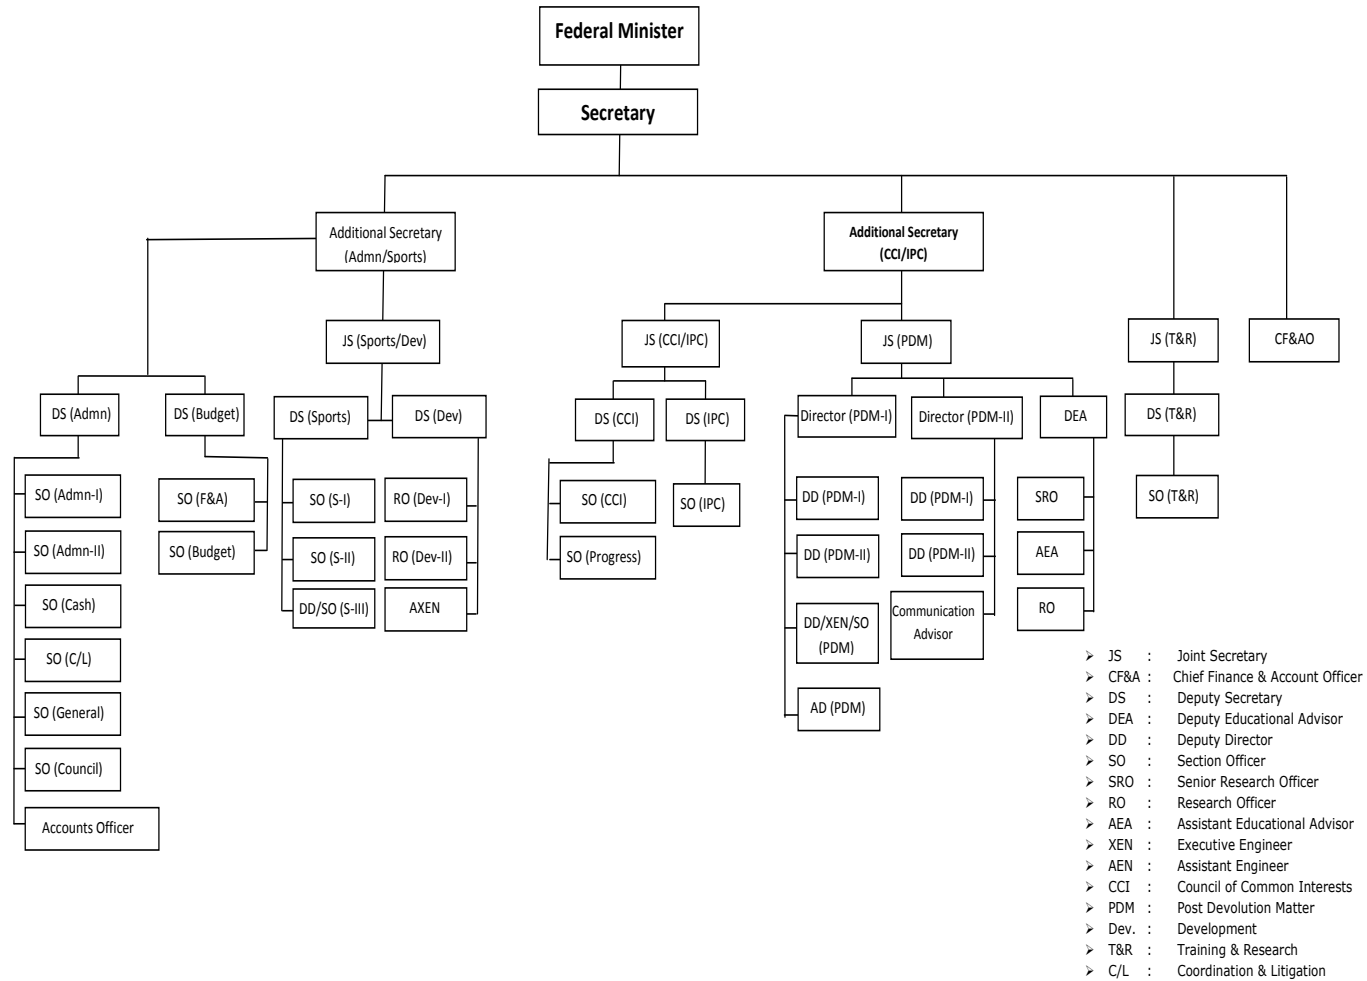 Federal Minister
Secretary
Additional Secretary
(Admn/Sports)
Additional Secretary
(CCI/IPC)
JS (Sports/Dev)
JS (CCI/IPC)
JS (PDM)
JS (T&R)
CF&AO
DS (Admn)
DS (Budget)
DS (Sports)
DS (Dev)
DS (CCI)
DS (IPC)
Director (PDM-I)
Director (PDM-II)
DEA
DS (T&R)
SO (Admn-I)
SO (F&A)
SO (S-I)
RO (Dev-I)
SO (CCI)
SO (IPC)
DD (PDM-I)
DD (PDM-I)
SRO
SO (T&R)
SO (Admn-II)
SO (Budget)
SO (S-II)
RO (Dev-II)
SO (Progress)
DD (PDM-II)
DD (PDM-II)
AEA
SO (Cash)
DD/SO (S-III)
AXEN
DD/XEN/SO
(PDM)
Communication
Advisor
RO
SO (C/L)
SO (General)
AD (PDM)
SO (Council)
Accounts Officer
➢ JS : Joint Secretary
➢ CF&A : Chief Finance & Account Officer
➢ DS : Deputy Secretary
➢ DEA : Deputy Educational Advisor
➢ DD : Deputy Director
➢ SO : Section Officer
➢ SRO : Senior Research Officer
➢ RO : Research Officer
➢ AEA : Assistant Educational Advisor
➢ XEN : Executive Engineer
➢ AEN : Assistant Engineer
➢ CCI : Council of Common Interests
➢ PDM : Post Devolution Matter
➢ Dev. : Development
➢ T&R : Training & Research
➢ C/L : Coordination & Litigation